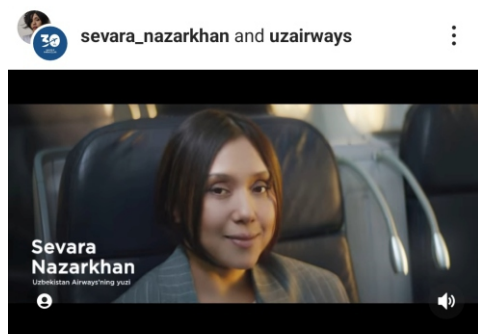 sevara_nazarkhan and uzairways
30
Sevara
Nazarkhan
Uzbekistan Airways'ning yuzi